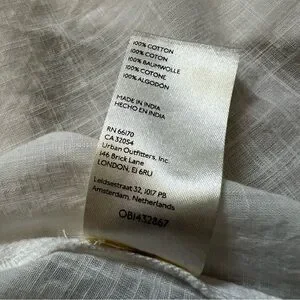 100% COTTON
100% COTON
100% BAUMWOLLE
100% COTONE
100% ALGODÓN
MADE IN INDIA
HECHO EN INDIA
RN 66170
CA 32054
Urban Outfitters, Inc.
146 Brick Lane
LONDON, E1 6RU
Leidsestraat 32, 1017 PB
Amsterdam, Netherlands
OB1432867